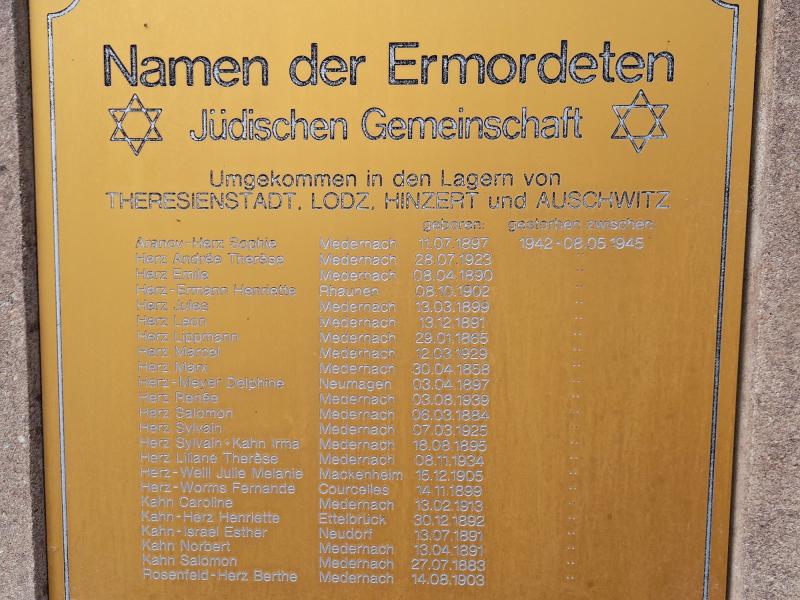 Namen der Ermordeten
Jüdischen Gemeinschaft
Umgekommen in den Lagern von
THERESIENSTADT, LODZ, HINZERT und AUSCHWITZ
geboren: gestorben zwischen:
Aranov-Herz Sophie Medernach 11.07.1897 1942-08.05.1945
Herz Andrée Therèse Medernach 28.07.1923 "
Herz Emile Medernach 08.04.1890 "
Herz-Ermann Henriette Rhaunen 08.10.1902 "
Herz Jules Medernach 13.03.1899 "
Herz Leon Medernach 13.12.1891 "
Herz Lippmann Medernach 29.01.1865 "
Herz Marcel Medernach 12.03.1929 "
Herz Marx Medernach 30.04.1858 "
Herz-Meyer Delphine Neumagen 03.04.1897 "
Herz Renée Medernach 03.08.1939 "
Herz Salomon Medernach 06.03.1884 "
Herz Sylvain Medernach 07.03.1925 "
Herz Sylvain+Kahn Irma Medernach 18.06.1895 "
Herz Liliane Therèse Medernach 08.11.1934 "
Herz-Weill Julie Melanie Mackenheim 15.12.1905 "
Herz-Worms Fernande Courcelles 14.11.1899 "
Kahn Caroline Medernach 13.02.1913 "
Kahn-Herz Henriette Ettelbrück 30.12.1892 "
Kahn-Israel Esther Neudorf 13.07.1891 "
Kahn Norbert Medernach 13.04.1891 "
Kahn Salomon Medernach 27.07.1883 "
Rosenfeld-Herz Berthe Medernach 14.08.1903 "